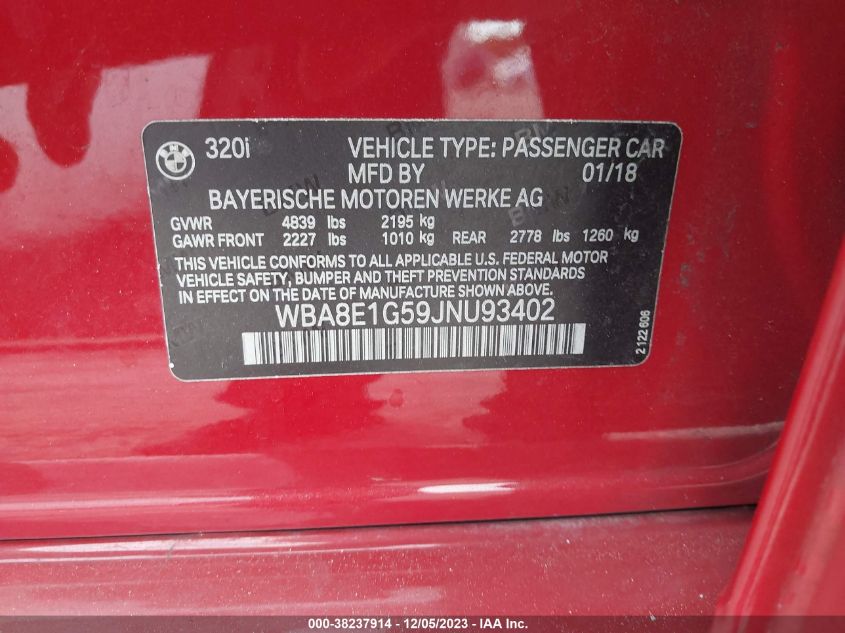 320i VEHICLE TYPE: PASSENGER CAR
MFD BY 01/18
BAYERISCHE MOTOREN WERKE AG
GVWR 4839 lbs 2195 kg
GAWR FRONT 2227 lbs 1010 kg REAR 2778 lbs 1260 kg
THIS VEHICLE CONFORMS TO ALL APPLICABLE U.S. FEDERAL MOTOR
VEHICLE SAFETY, BUMPER AND THEFT PREVENTION STANDARDS
IN EFFECT ON THE DATE OF MANUFACTURE SHOWN ABOVE.
WBA8E1G59JNU93402
2 122 606
000-38237914 - 12/05/2023 - IAAI.com